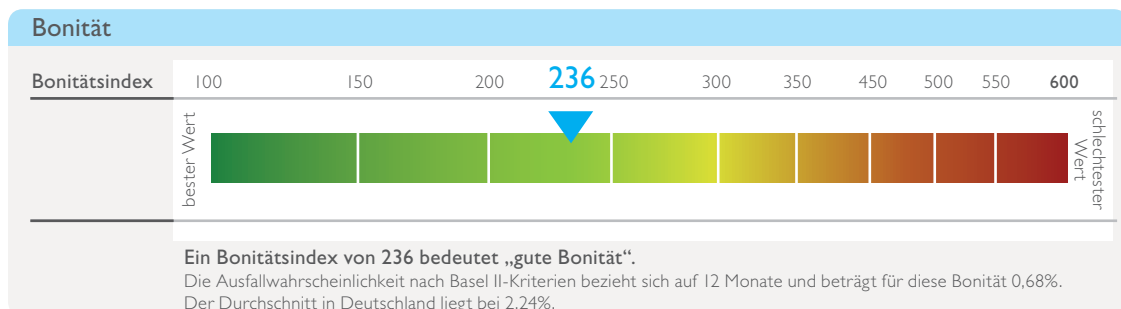 Bonität
Bonitätsindex 100 150 200 236 250 300 350 450 500 550 600
bester Wert
schlechtester
Wert
Ein Bonitätsindex von 236 bedeutet „gute Bonität“.
Die Ausfallwahrscheinlichkeit nach Basel II-Kriterien bezieht sich auf 12 Monate und beträgt für diese Bonität 0,68%.
Der Durchschnitt in Deutschland liegt bei 2,24%.